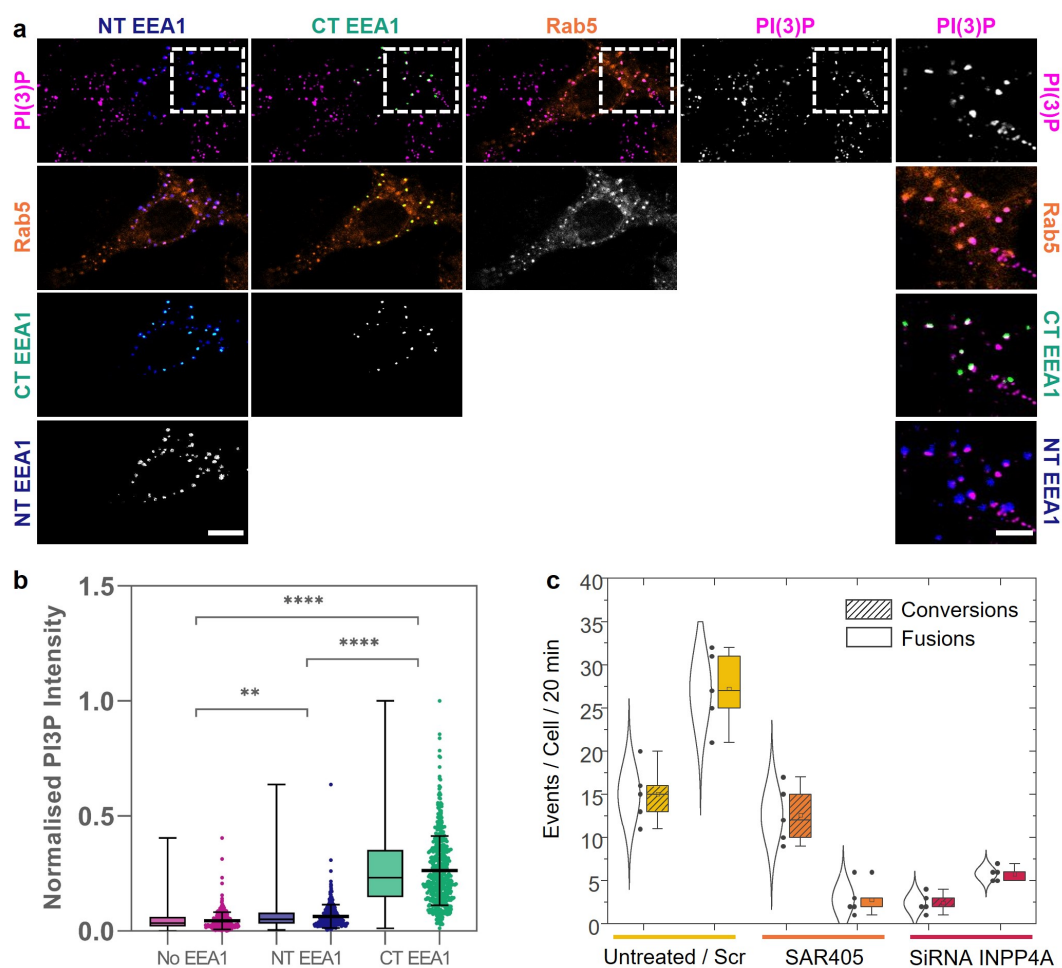 a
NT EEA1 CT EEA1 Rab5 PI(3)P PI(3)P
PI(3)P
PI(3)P
Rab5
Rab5
CT EEA1
CT EEA1
NT EEA1
NT EEA1
b
Normalised PI3P Intensity
1.5
1.0
0.5
0.0
****
****
**
No EEA1 NT EEA1 CT EEA1
c
Events / Cell / 20 min
40
35
30
25
20
15
10
5
0
Conversions
Fusions
Untreated / Scr SAR405 SiRNA INPP4A